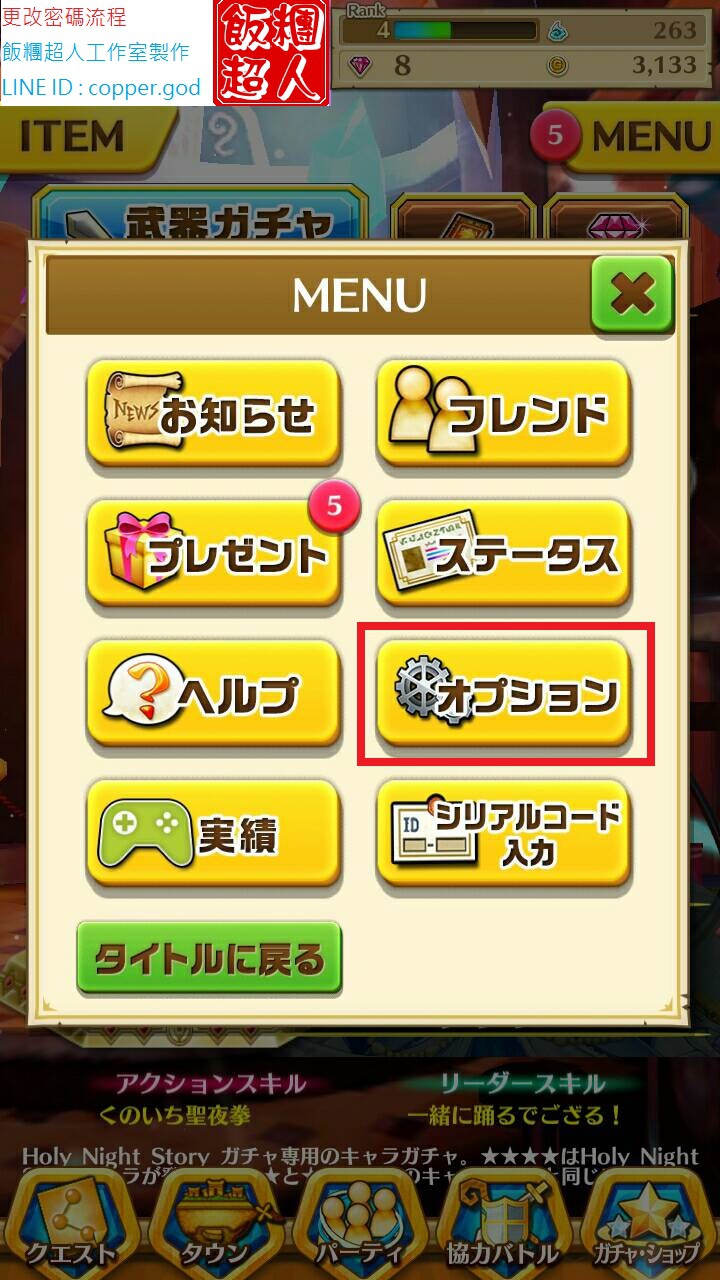 更改密碼流程
飯糰超人工作室製作
LINE ID : copper.god
飯糰
超人
Rank
4
263
8
3,133
ITEM
5
MENU
武器ガチャ
MENU
NEWS
お知らせ
フレンド
プレゼント
5
ステータス
ヘルプ
オプション
実績
ID
シリアルコード
入力
タイトルに戻る
アクションスキル
リーダースキル
くのいち聖夜拳
一緒に踊るでござる！
Holy Night Story ガチャ専用のキャラガチャ。★★★★はHoly Night
クエスト
タウン
パーティ
協力バトル
ガチャ・ショップ